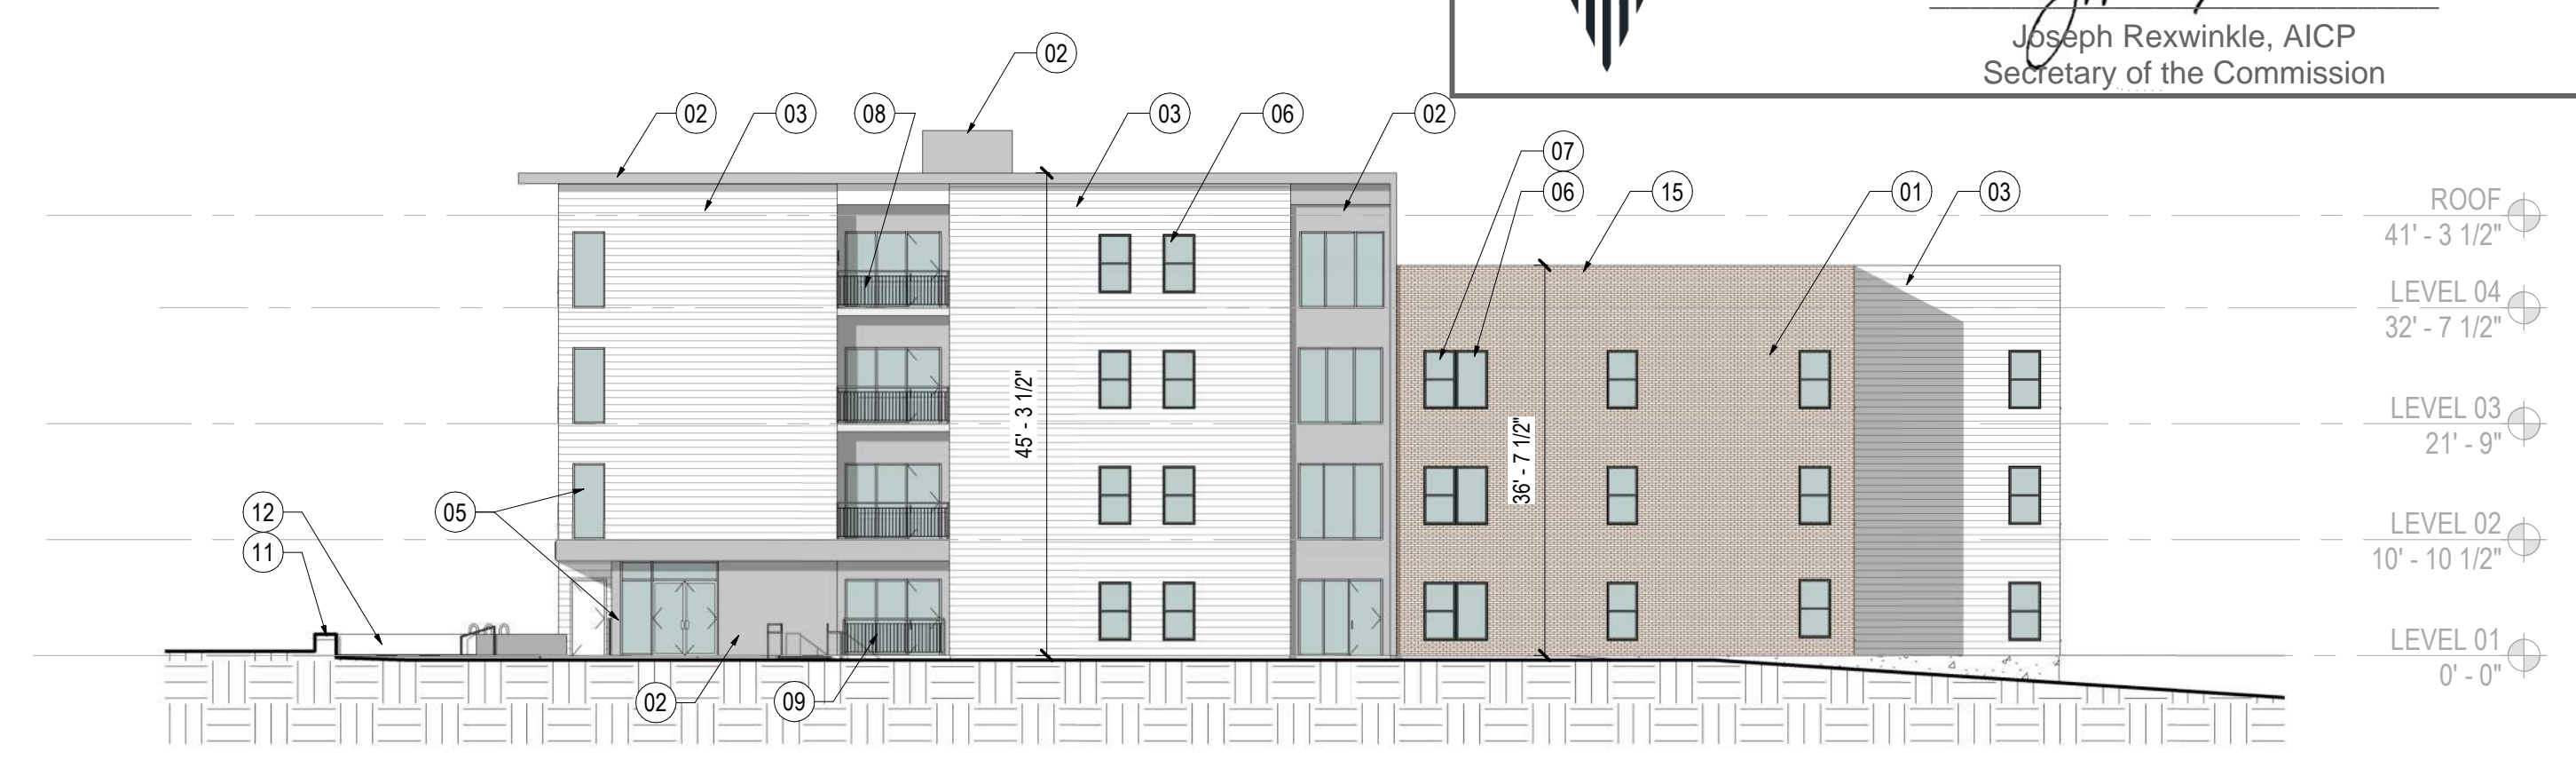 Joseph Rexwinkle, AICP
Secretary of the Commission
02
02
03
08
03
06
02
07
06
15
01
03
ROOF
41' - 3 1/2"
LEVEL 04
32' - 7 1/2"
45' - 3 1/2"
36' - 7 1/2"
LEVEL 03
21' - 9"
12
11
05
LEVEL 02
10' - 10 1/2"
LEVEL 01
0' - 0"
02
09